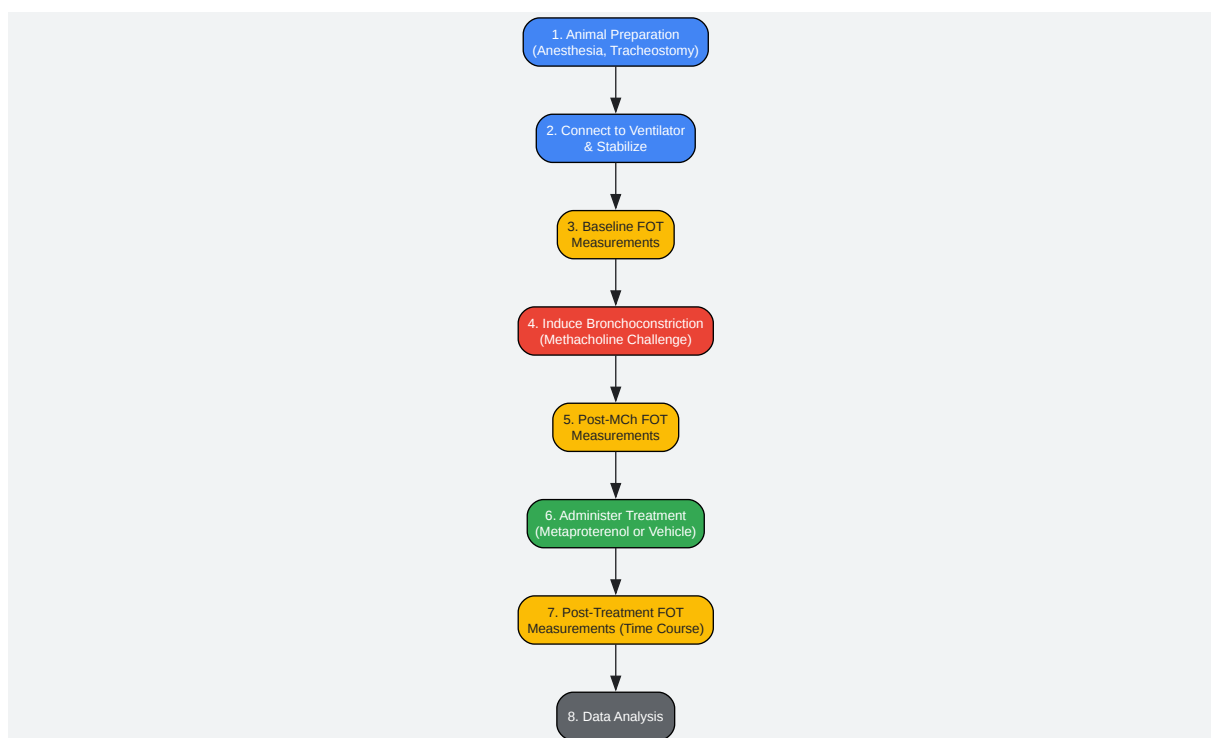 1. Animal Preparation
(Anesthesia, Tracheostomy)
2. Connect to Ventilator
& Stabilize
3. Baseline FOT
Measurements
4. Induce Bronchoconstriction
(Methacholine Challenge)
5. Post-MCh FOT
Measurements
6. Administer Treatment
(Metaproterenol or Vehicle)
7. Post-Treatment FOT
Measurements (Time Course)
8. Data Analysis